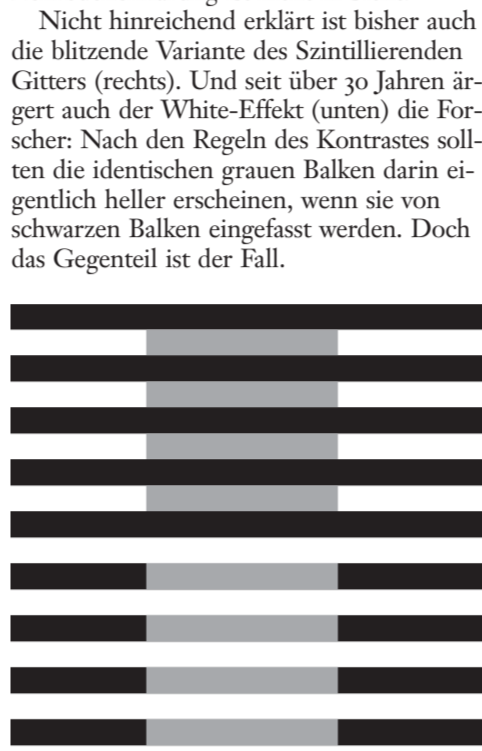 Nicht hinreichend erklärt ist bisher auch
die blitzende Variante des Szintillierenden
Gitters (rechts). Und seit über 30 Jahren är-
gert auch der White-Effekt (unten) die For-
scher: Nach den Regeln des Kontrastes soll-
ten die identischen grauen Balken darin ei-
gentlich heller erscheinen, wenn sie von
schwarzen Balken eingefasst werden. Doch
das Gegenteil ist der Fall.